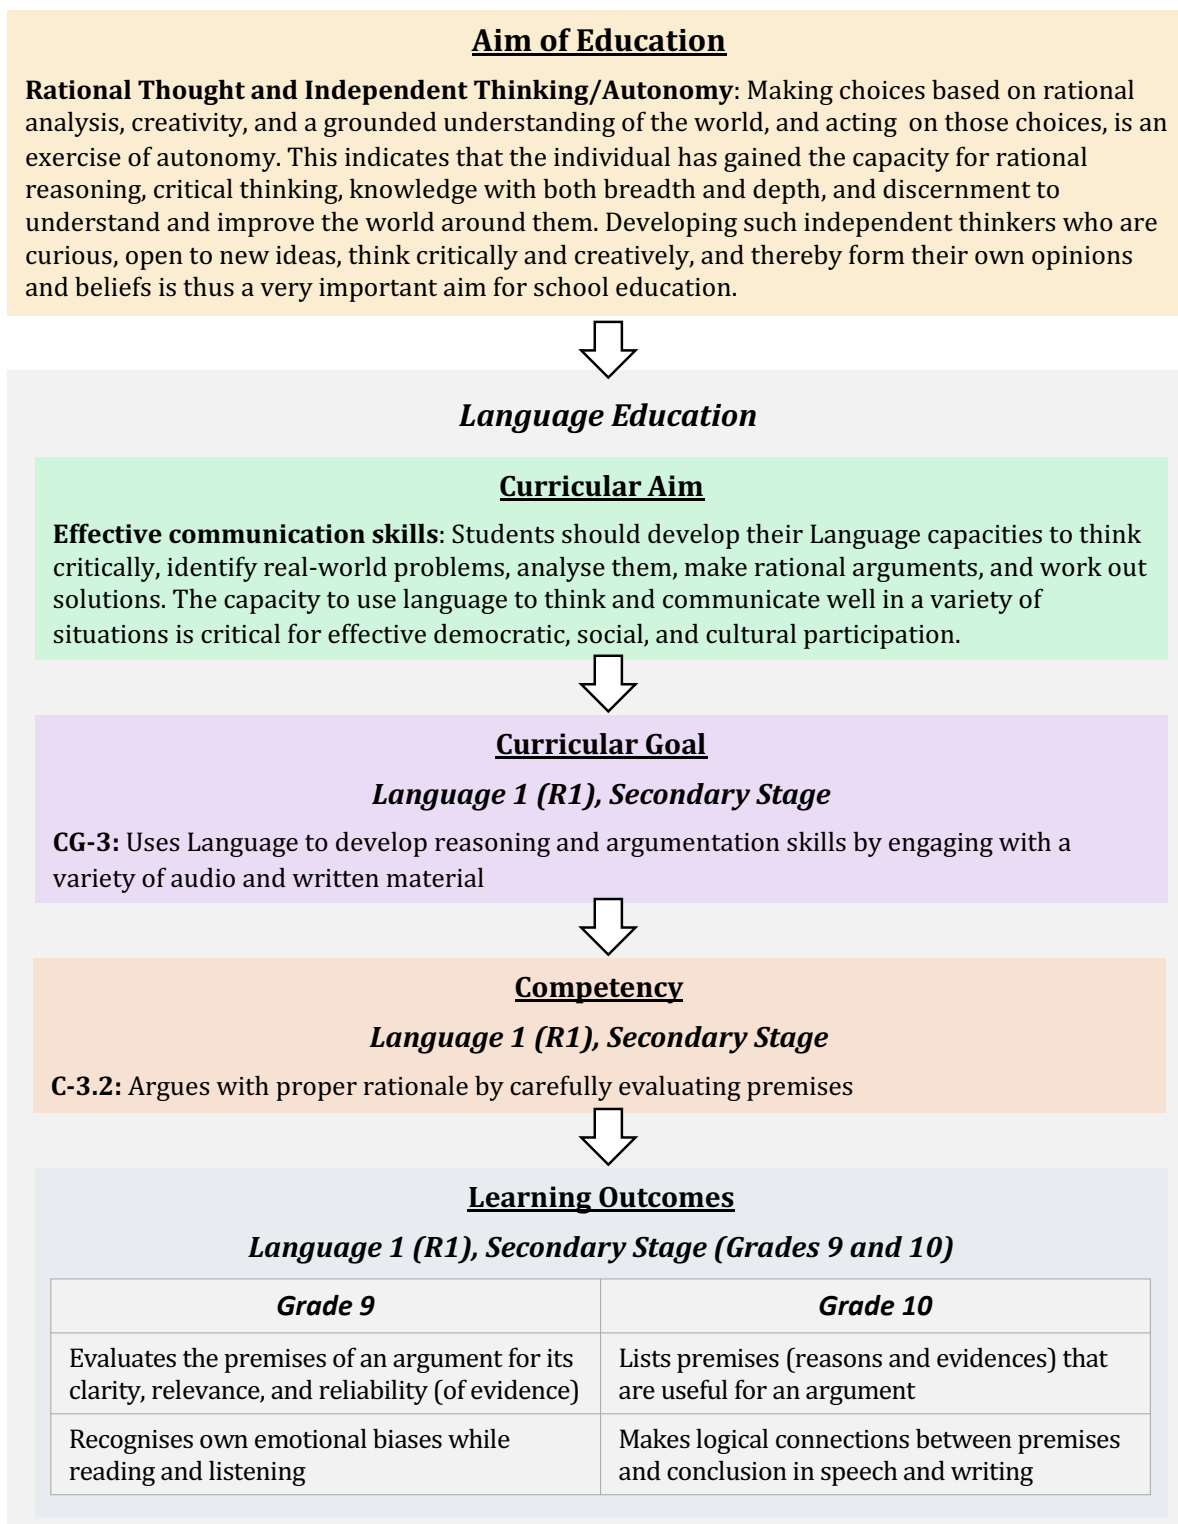 Aim of Education
Rational Thought and Independent Thinking/Autonomy: Making choices based on rational
analysis, creativity, and a grounded understanding of the world, and acting on those choices, is an
exercise of autonomy. This indicates that the individual has gained the capacity for rational
reasoning, critical thinking, knowledge with both breadth and depth, and discernment to
understand and improve the world around them. Developing such independent thinkers who are
curious, open to new ideas, think critically and creatively, and thereby form their own opinions
and beliefs is thus a very important aim for school education.
Language Education
Curricular Aim
Effective communication skills: Students should develop their Language capacities to think
critically, identify real-world problems, analyse them, make rational arguments, and work out
solutions. The capacity to use language to think and communicate well in a variety of
situations is critical for effective democratic, social, and cultural participation.
Curricular Goal
Language 1 (R1), Secondary Stage
CG-3: Uses Language to develop reasoning and argumentation skills by engaging with a
variety of audio and written material
Competency
Language 1 (R1), Secondary Stage
C-3.2: Argues with proper rationale by carefully evaluating premises
Learning Outcomes
Language 1 (R1), Secondary Stage (Grades 9 and 10)
Grade 9
Grade 10
Evaluates the premises of an argument for its
clarity, relevance, and reliability (of evidence)
Lists premises (reasons and evidences) that
are useful for an argument
Recognises own emotional biases while
reading and listening
Makes logical connections between premises
and conclusion in speech and writing